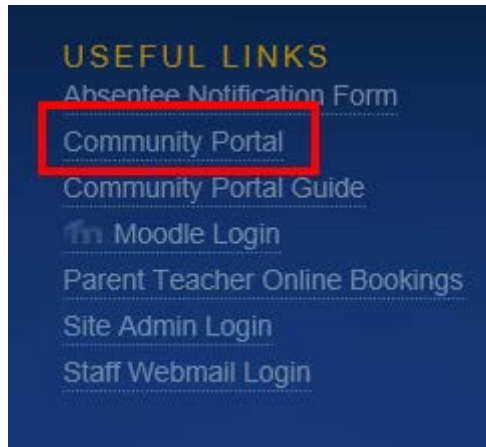 USEFUL LINKS
Absentee Notification Form
Community Portal
Community Portal Guide
Moodle Login
Parent Teacher Online Bookings
Site Admin Login
Staff Webmail Login